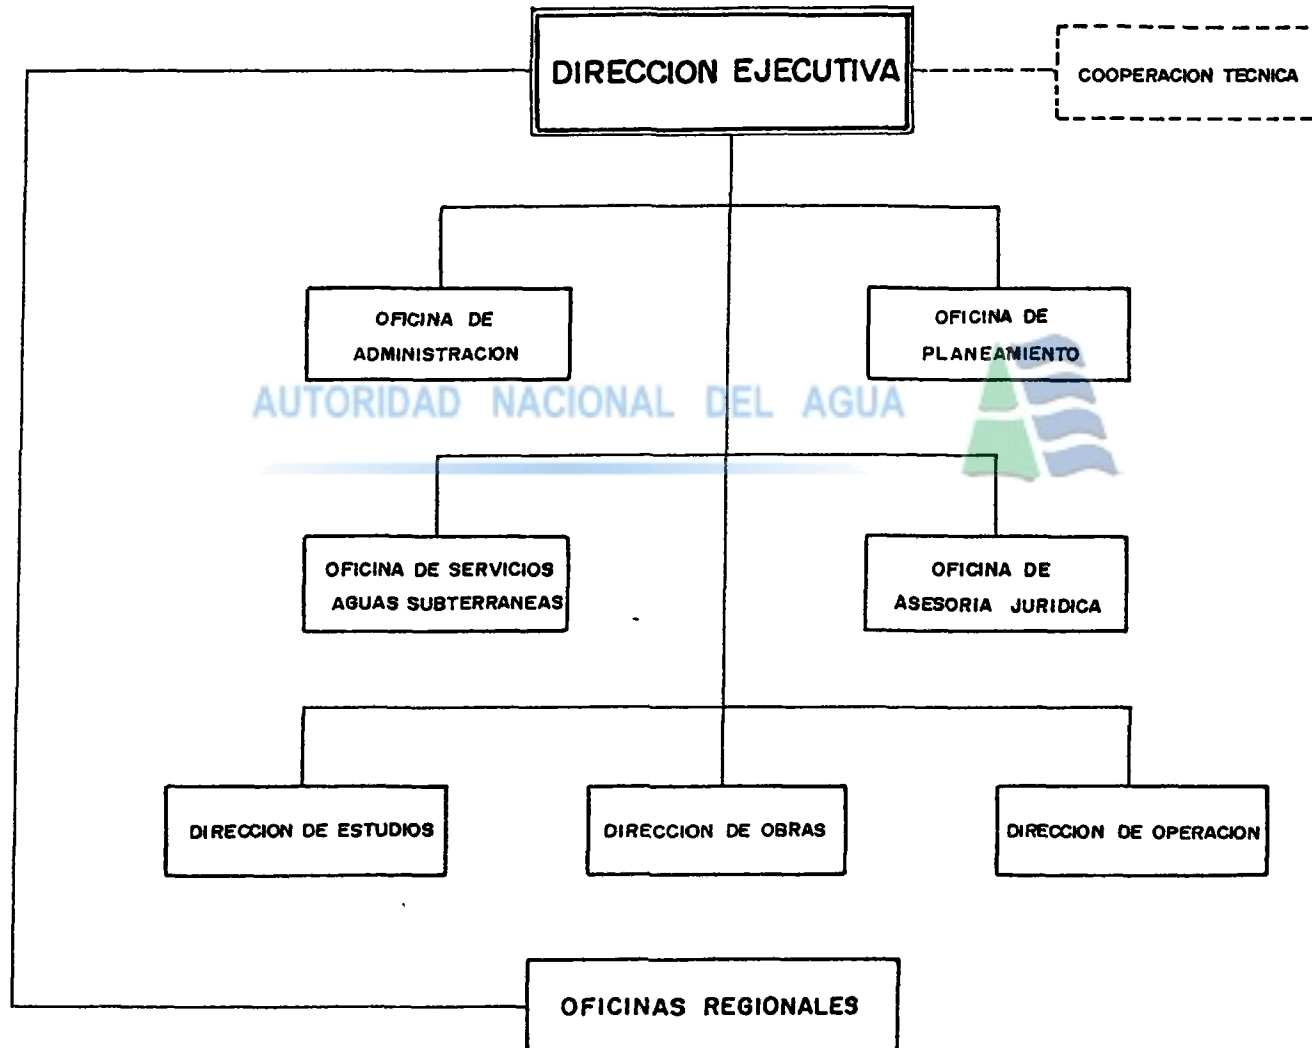 DIRECCION EJECUTIVA
COOPERACION TECNICA
OFICINA DE
ADMINISTRACION
OFICINA DE
PLANEAMIENTO
AUTORIDAD NACIONAL DEL AGUA
OFICINA DE SERVICIOS
AGUAS SUBTERRANEAS
OFICINA DE
ASESORIA JURIDICA
DIRECCION DE ESTUDIOS
DIRECCION DE OBRAS
DIRECCION DE OPERACION
OFICINAS REGIONALES